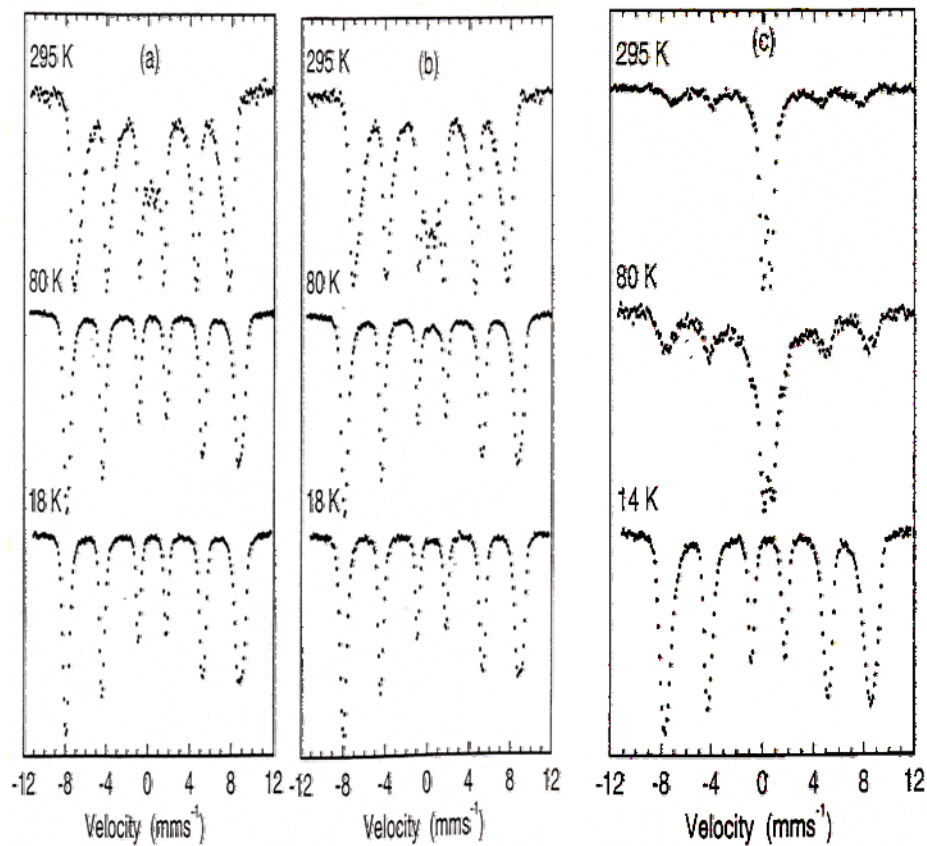 295 K (a)
80 K
18 K
-12 -8 -4 0 4 8 12
Velocity (mms⁻¹)
295 K (b)
80 K
18 K
-12 -8 -4 0 4 8 12
Velocity (mms⁻¹)
295 K (c)
80 K
14 K
-12 -8 -4 0 4 8 12
Velocity (mms⁻¹)